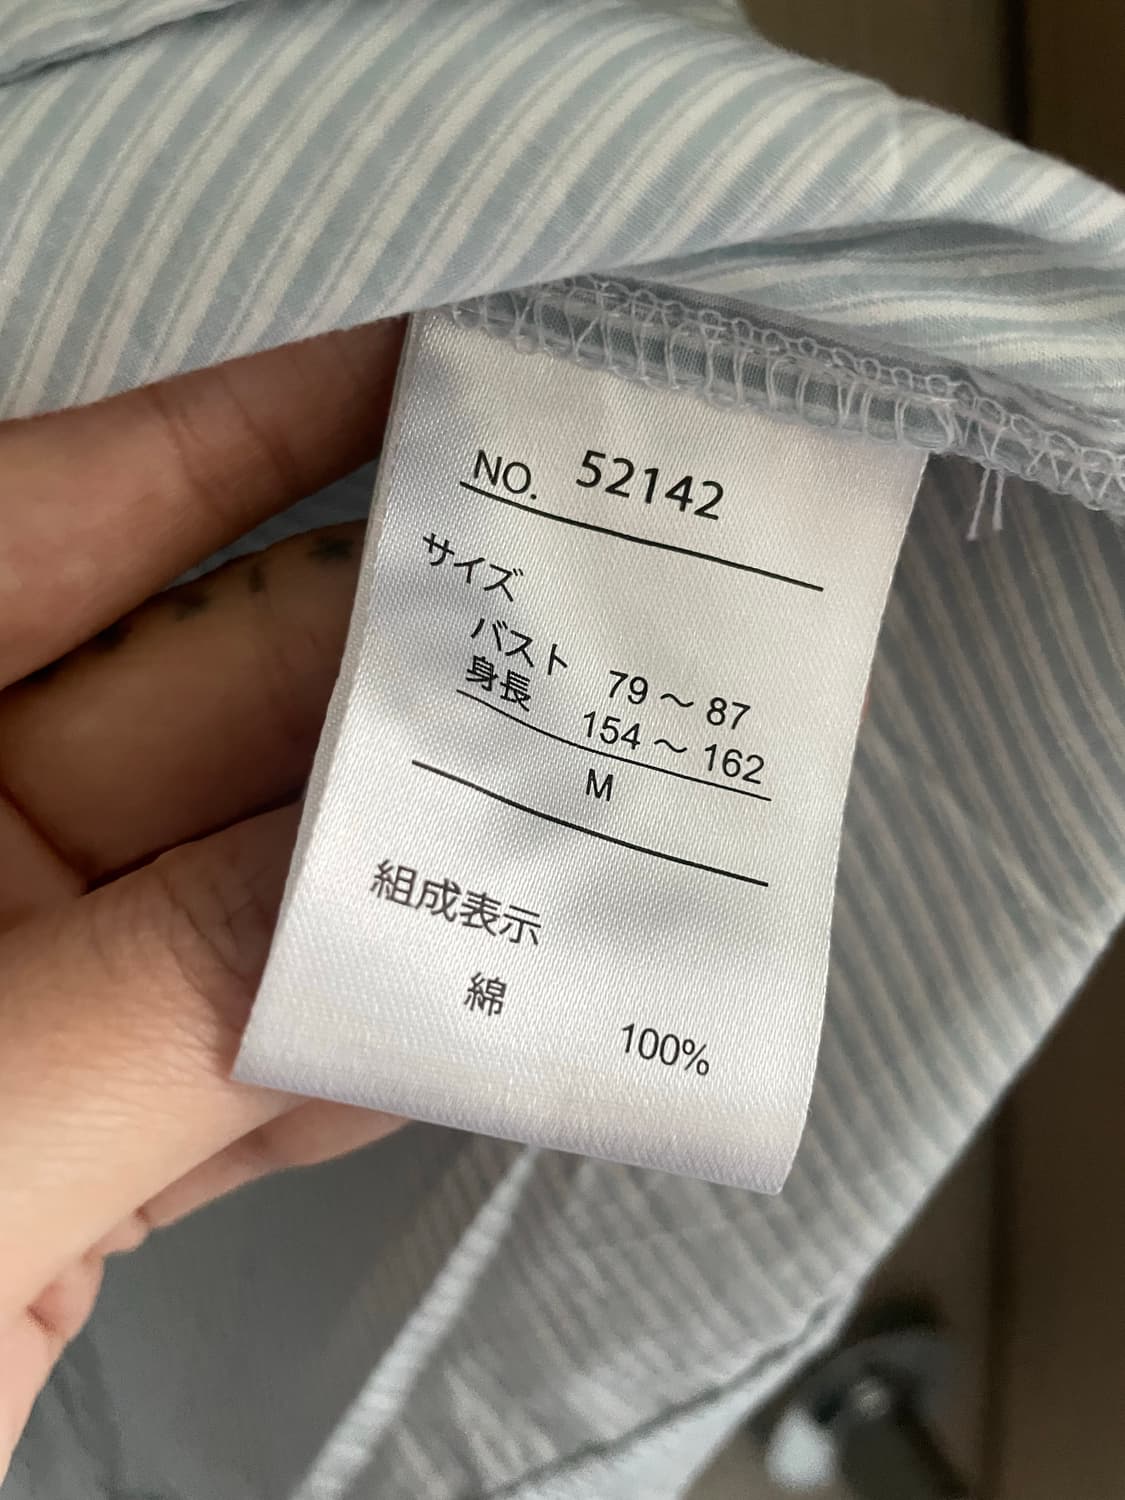 NO. 52142
サイズ
バスト 79～87
身長 154～162
M
組成表示
綿 100%